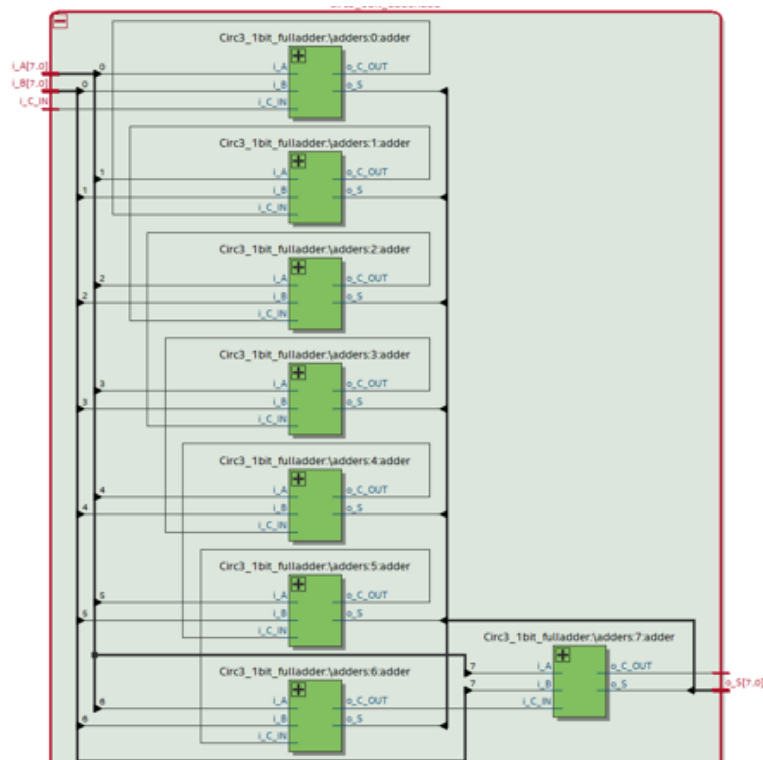 Circ3_1bit_fulladder:\adders:0:adder
i_A[7.0] 0 i_A o_C_OUT
i_B[7.0] 0 i_B o_S
i_C_IN i_C_IN
Circ3_1bit_fulladder:\adders:1:adder
1 i_A o_C_OUT
1 i_B o_S
i_C_IN
Circ3_1bit_fulladder:\adders:2:adder
2 i_A o_C_OUT
2 i_B o_S
i_C_IN
Circ3_1bit_fulladder:\adders:3:adder
3 i_A o_C_OUT
3 i_B o_S
i_C_IN
Circ3_1bit_fulladder:\adders:4:adder
4 i_A o_C_OUT
4 i_B o_S
i_C_IN
Circ3_1bit_fulladder:\adders:5:adder
5 i_A o_C_OUT
5 i_B o_S
i_C_IN
Circ3_1bit_fulladder:\adders:7:adder
7 i_A o_C_OUT
7 i_B o_S o_S[7.0]
i_C_IN
Circ3_1bit_fulladder:\adders:6:adder
6 i_A o_C_OUT
6 i_B o_S
i_C_IN